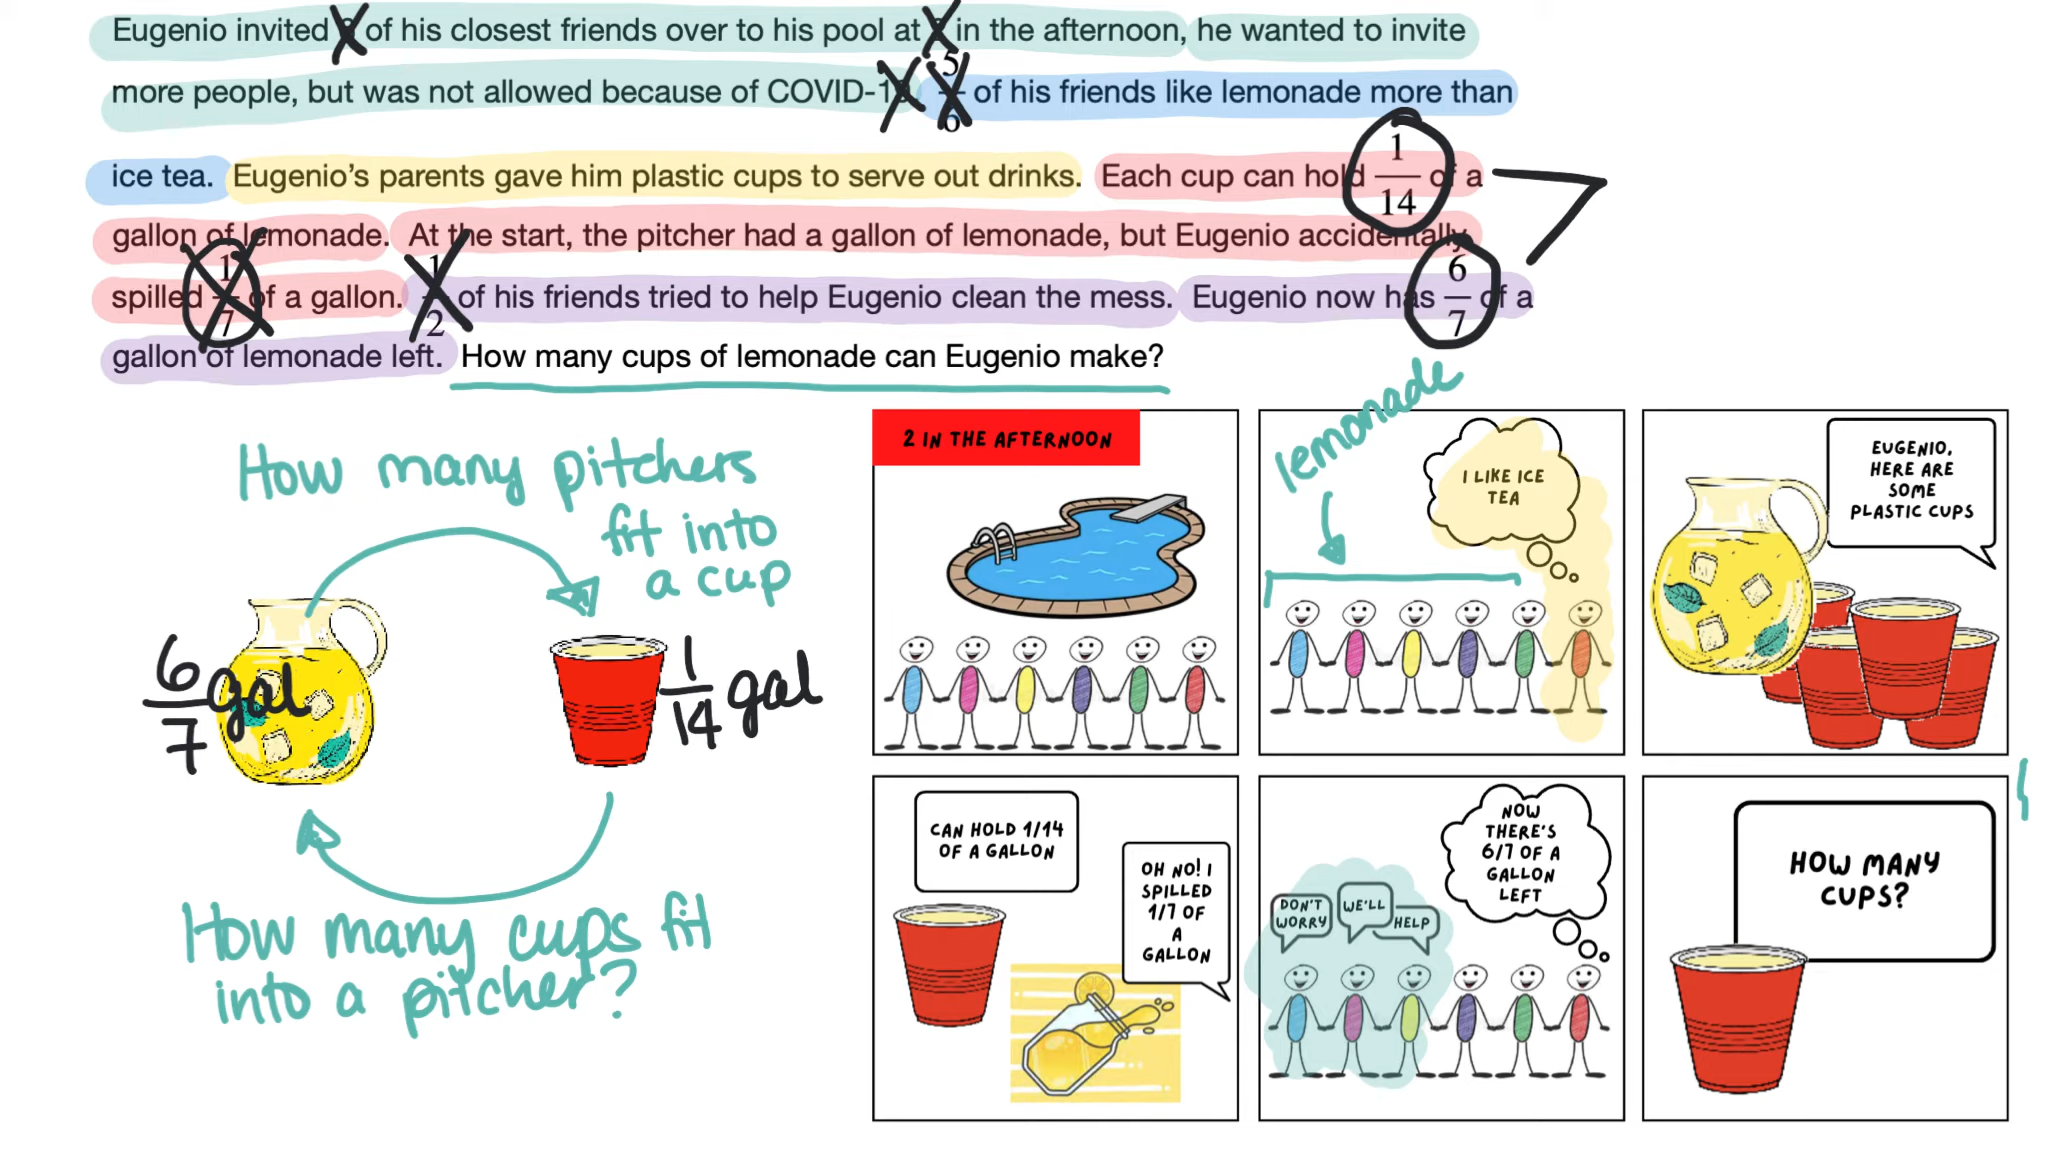 Eugenio invited of his closest friends over to his pool at in the afternoon, he wanted to invite
more people, but was not allowed because of COVID-19. 5/6 of his friends like lemonade more than
ice tea. Eugenio's parents gave him plastic cups to serve out drinks. Each cup can hold 1/14 of a
gallon of lemonade. At the start, the pitcher had a gallon of lemonade, but Eugenio accidentally
spilled 1/7 of a gallon. 1/2 of his friends tried to help Eugenio clean the mess. Eugenio now has 6/7 of a
gallon of lemonade left. How many cups of lemonade can Eugenio make?
How many pitchers
fit into
a cup
6/7 gal
1/14 gal
How many cups fit
into a pitcher?
2 IN THE AFTERNOON
lemonade
I LIKE ICE
TEA
EUGENIO,
HERE ARE
SOME
PLASTIC CUPS
CAN HOLD 1/14
OF A GALLON
OH NO! I
SPILLED
1/7 OF
A
GALLON
DON'T
WORRY
WE'LL
HELP
NOW
THERE'S
6/7 OF A
GALLON
LEFT
HOW MANY
CUPS?